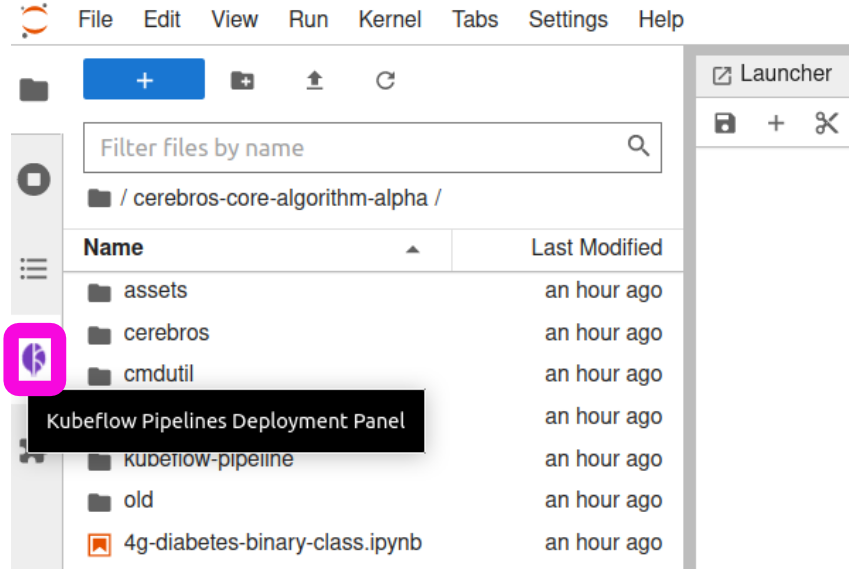 File Edit View Run Kernel Tabs Settings Help
+
Launcher
Filter files by name
+
/ cerebros-core-algorithm-alpha /
Name Last Modified
assets an hour ago
cerebros an hour ago
cmdutil an hour ago
Kubeflow Pipelines Deployment Panel an hour ago
kubeflow-pipeline an hour ago
old an hour ago
4g-diabetes-binary-class.ipynb an hour ago